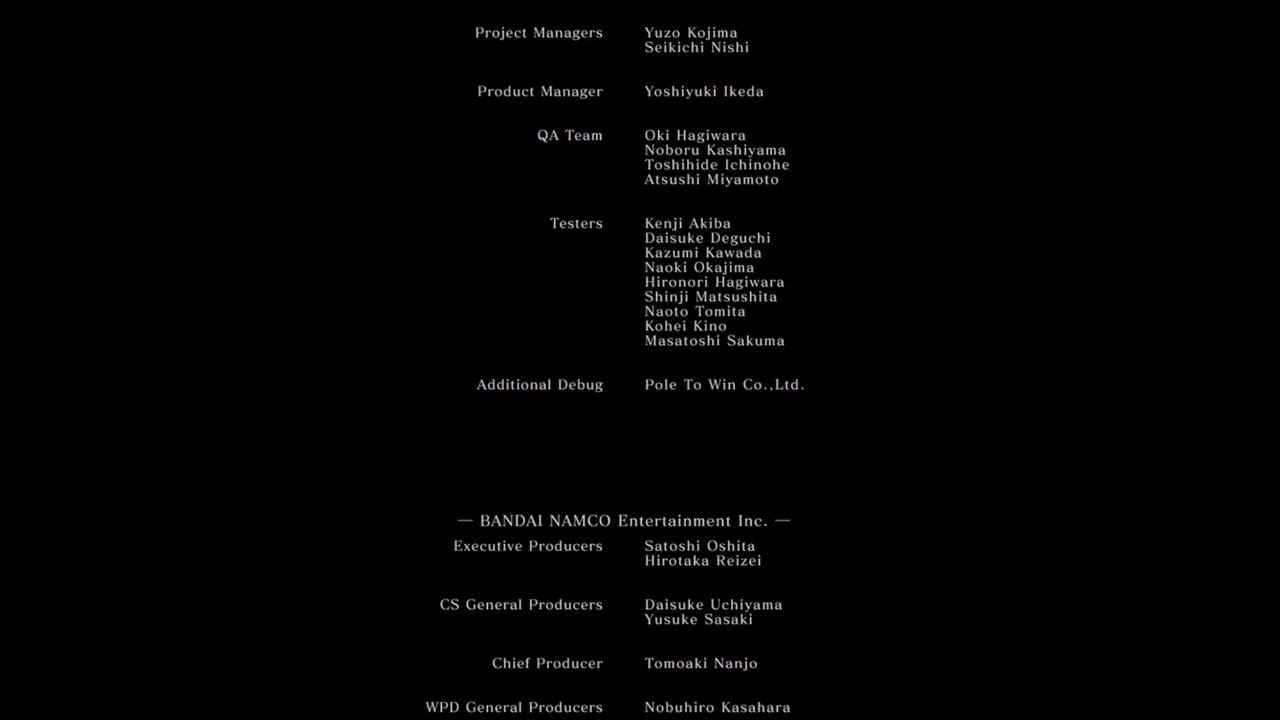 Project Managers Yuzo Kojima
Seikichi Nishi
Product Manager Yoshiyuki Ikeda
QA Team Oki Hagiwara
Noboru Kashiyama
Toshihide Ichinohe
Atsushi Miyamoto
Testers Kenji Akiba
Daisuke Deguchi
Kazumi Kawada
Naoki Okajima
Hironori Hagiwara
Shinji Matsushita
Naoto Tomita
Kohei Kino
Masatoshi Sakuma
Additional Debug Pole To Win Co.,Ltd.
— BANDAI NAMCO Entertainment Inc. —
Executive Producers Satoshi Oshita
Hirotaka Reizei
CS General Producers Daisuke Uchiyama
Yusuke Sasaki
Chief Producer Tomoaki Nanjo
WPD General Producers Nobuhiro Kasahara